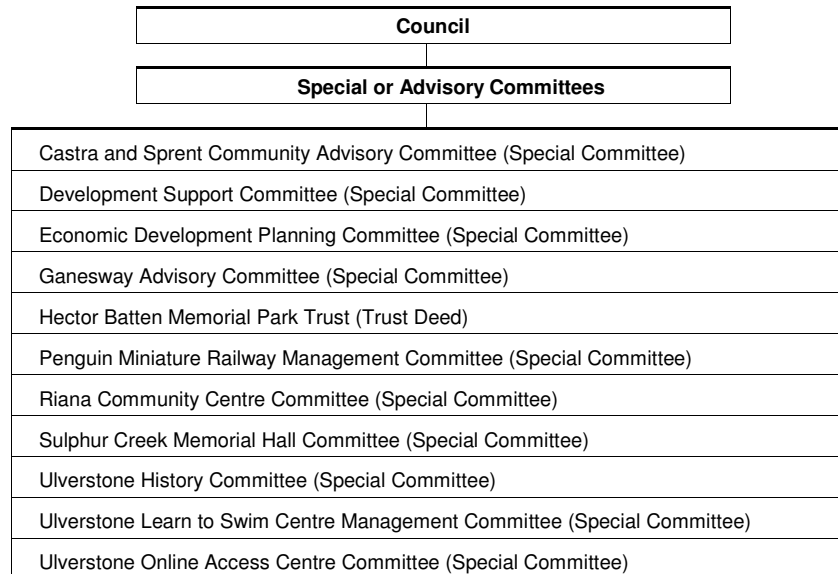 Council
Special or Advisory Committees
Castra and Sprent Community Advisory Committee (Special Committee)
Development Support Committee (Special Committee)
Economic Development Planning Committee (Special Committee)
Ganesway Advisory Committee (Special Committee)
Hector Batten Memorial Park Trust (Trust Deed)
Penguin Miniature Railway Management Committee (Special Committee)
Riana Community Centre Committee (Special Committee)
Sulphur Creek Memorial Hall Committee (Special Committee)
Ulverstone History Committee (Special Committee)
Ulverstone Learn to Swim Centre Management Committee (Special Committee)
Ulverstone Online Access Centre Committee (Special Committee)